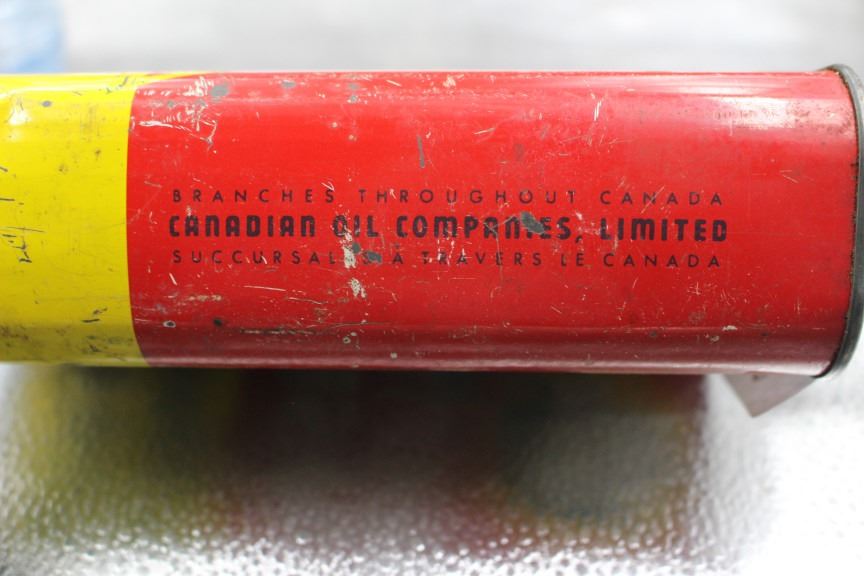 BRANCHES THROUGHOUT CANADA
CANADIAN OIL COMPANIES, LIMITED
SUCCURSALES À TRAVERS LE CANADA